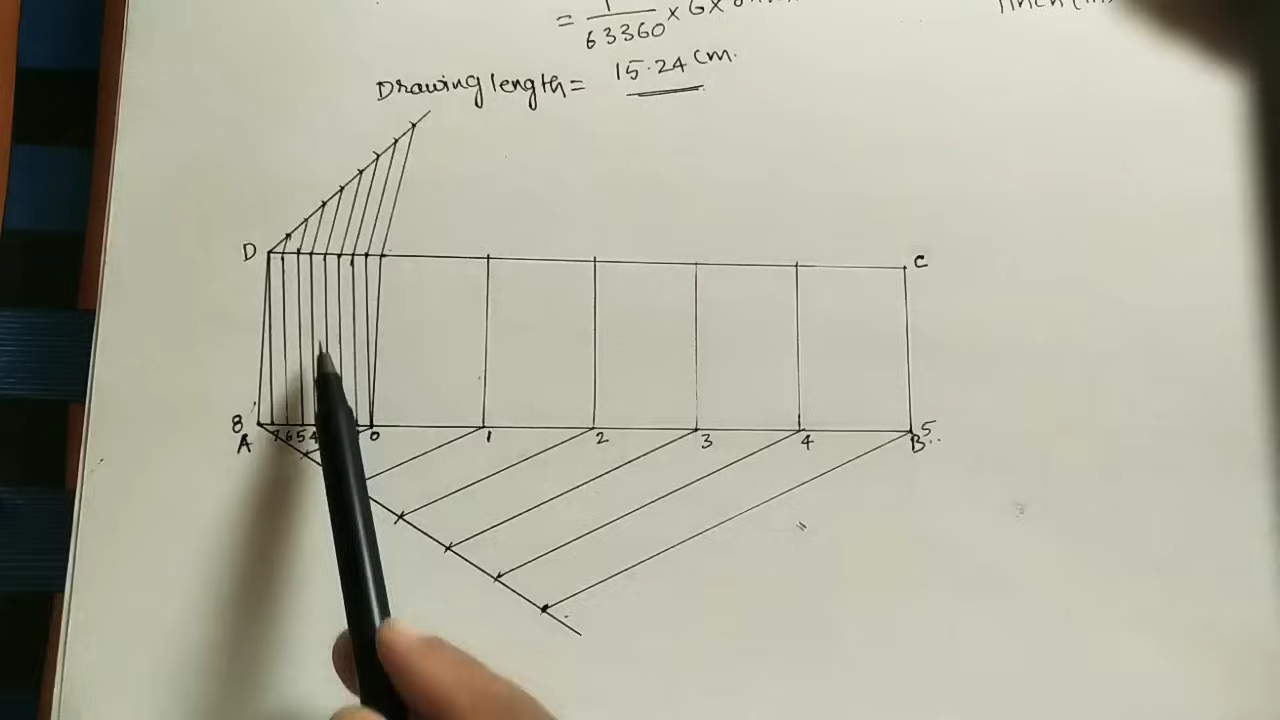 = 1/63360 × 6 ×
Drawing length = 15.24 cm.
D C
8 7 6 5 4 0 1 2 3 4 5
A B